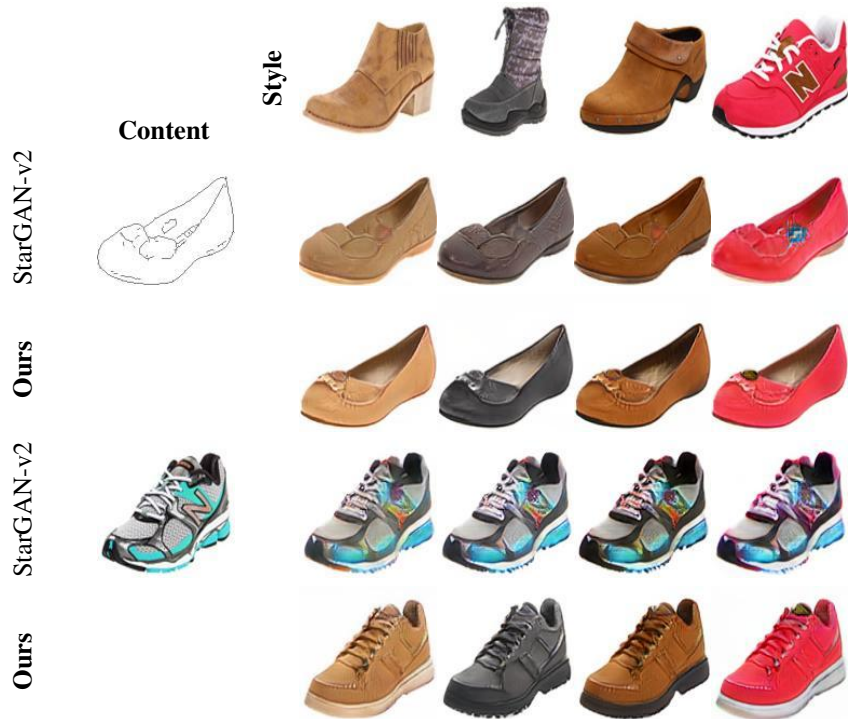 Style
Content
StarGAN-v2
Ours
StarGAN-v2
Ours
N